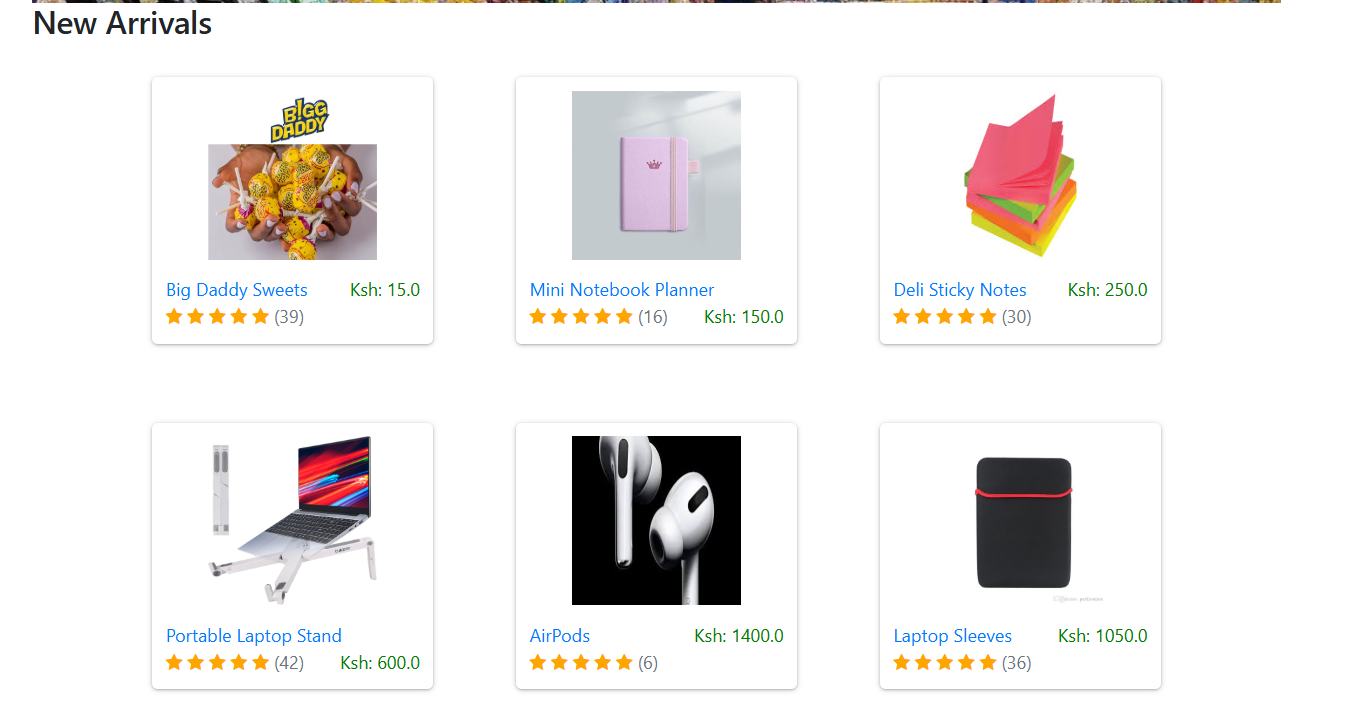 New Arrivals
B!GG
DADDY
Big Daddy Sweets Ksh: 15.0
(39)
Mini Notebook Planner
(16) Ksh: 150.0
Deli Sticky Notes Ksh: 250.0
(30)
Portable Laptop Stand
(42) Ksh: 600.0
AirPods Ksh: 1400.0
(6)
Laptop Sleeves Ksh: 1050.0
(36)